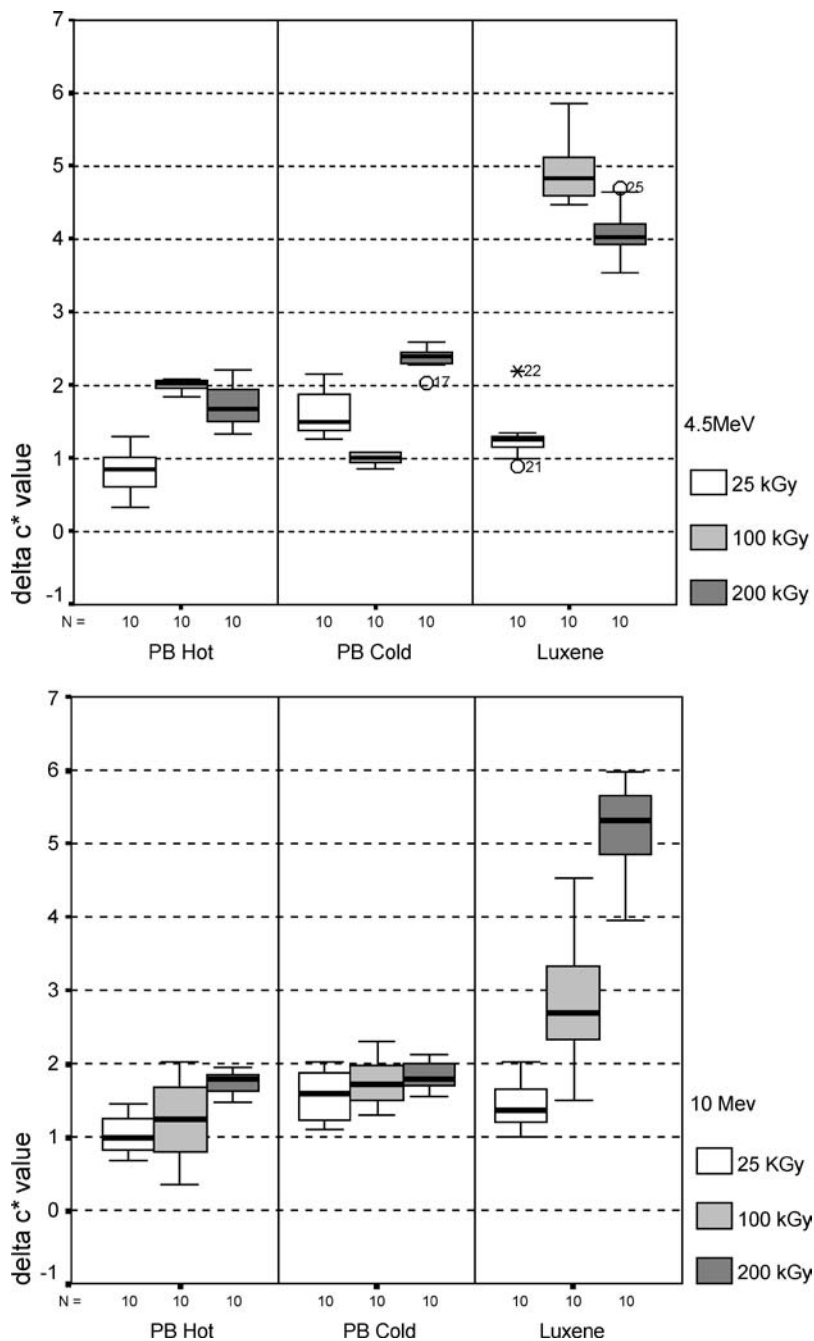 7
6
5
4
3
2
1
0
-1
delta c* value
22
21
17
25
N = 10 10 10 10 10 10 10 10 10
PB Hot PB Cold Luxene
4.5MeV
25 kGy
100 kGy
200 kGy
7
6
5
4
3
2
1
0
-1
delta c* value
N = 10 10 10 10 10 10 10 10 10
PB Hot PB Cold Luxene
10 Mev
25 KGy
100 kGy
200 kGy